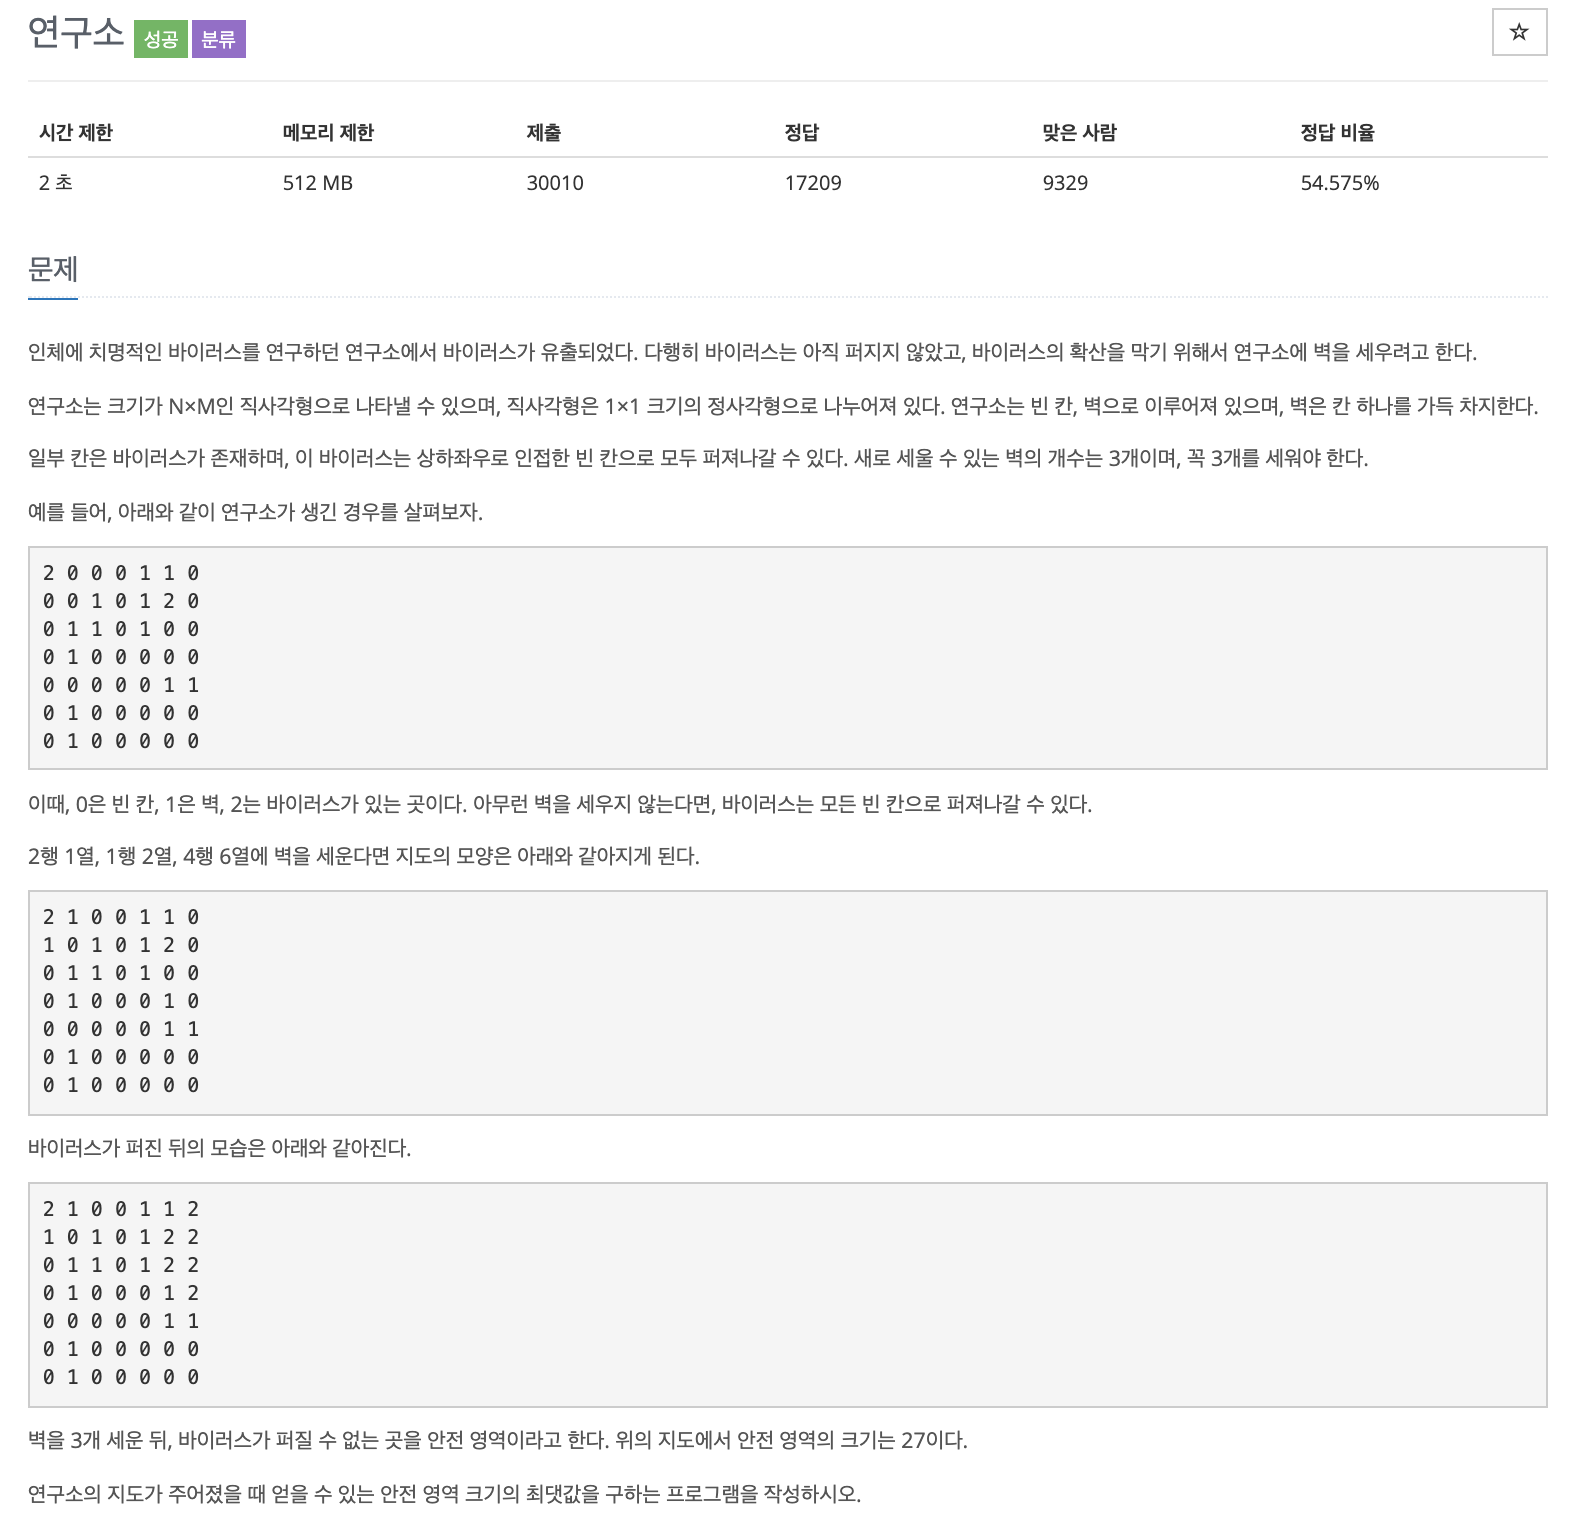 연구소 성공 분류
☆
시간 제한 메모리 제한 제출 정답 맞은 사람 정답 비율
2 초 512 MB 30010 17209 9329 54.575%
문제
인체에 치명적인 바이러스를 연구하던 연구소에서 바이러스가 유출되었다. 다행히 바이러스는 아직 퍼지지 않았고, 바이러스의 확산을 막기 위해서 연구소에 벽을 세우려고 한다.
연구소는 크기가 N×M인 직사각형으로 나타낼 수 있으며, 직사각형은 1×1 크기의 정사각형으로 나누어져 있다. 연구소는 빈 칸, 벽으로 이루어져 있으며, 벽은 칸 하나를 가득 차지한다.
일부 칸은 바이러스가 존재하며, 이 바이러스는 상하좌우로 인접한 빈 칸으로 모두 퍼져나갈 수 있다. 새로 세울 수 있는 벽의 개수는 3개이며, 꼭 3개를 세워야 한다.
예를 들어, 아래와 같이 연구소가 생긴 경우를 살펴보자.
2 0 0 0 1 1 0
0 0 1 0 1 2 0
0 1 1 0 1 0 0
0 1 0 0 0 0 0
0 0 0 0 0 1 1
0 1 0 0 0 0 0
0 1 0 0 0 0 0
이때, 0은 빈 칸, 1은 벽, 2는 바이러스가 있는 곳이다. 아무런 벽을 세우지 않는다면, 바이러스는 모든 빈 칸으로 퍼져나갈 수 있다.
2행 1열, 1행 2열, 4행 6열에 벽을 세운다면 지도의 모양은 아래와 같아지게 된다.
2 1 0 0 1 1 0
1 0 1 0 1 2 0
0 1 1 0 1 0 0
0 1 0 0 0 1 0
0 0 0 0 0 1 1
0 1 0 0 0 0 0
0 1 0 0 0 0 0
바이러스가 퍼진 뒤의 모습은 아래와 같아진다.
2 1 0 0 1 1 2
1 0 1 0 1 2 2
0 1 1 0 1 2 2
0 1 0 0 0 1 2
0 0 0 0 0 1 1
0 1 0 0 0 0 0
0 1 0 0 0 0 0
벽을 3개 세운 뒤, 바이러스가 퍼질 수 없는 곳을 안전 영역이라고 한다. 위의 지도에서 안전 영역의 크기는 27이다.
연구소의 지도가 주어졌을 때 얻을 수 있는 안전 영역 크기의 최댓값을 구하는 프로그램을 작성하시오.